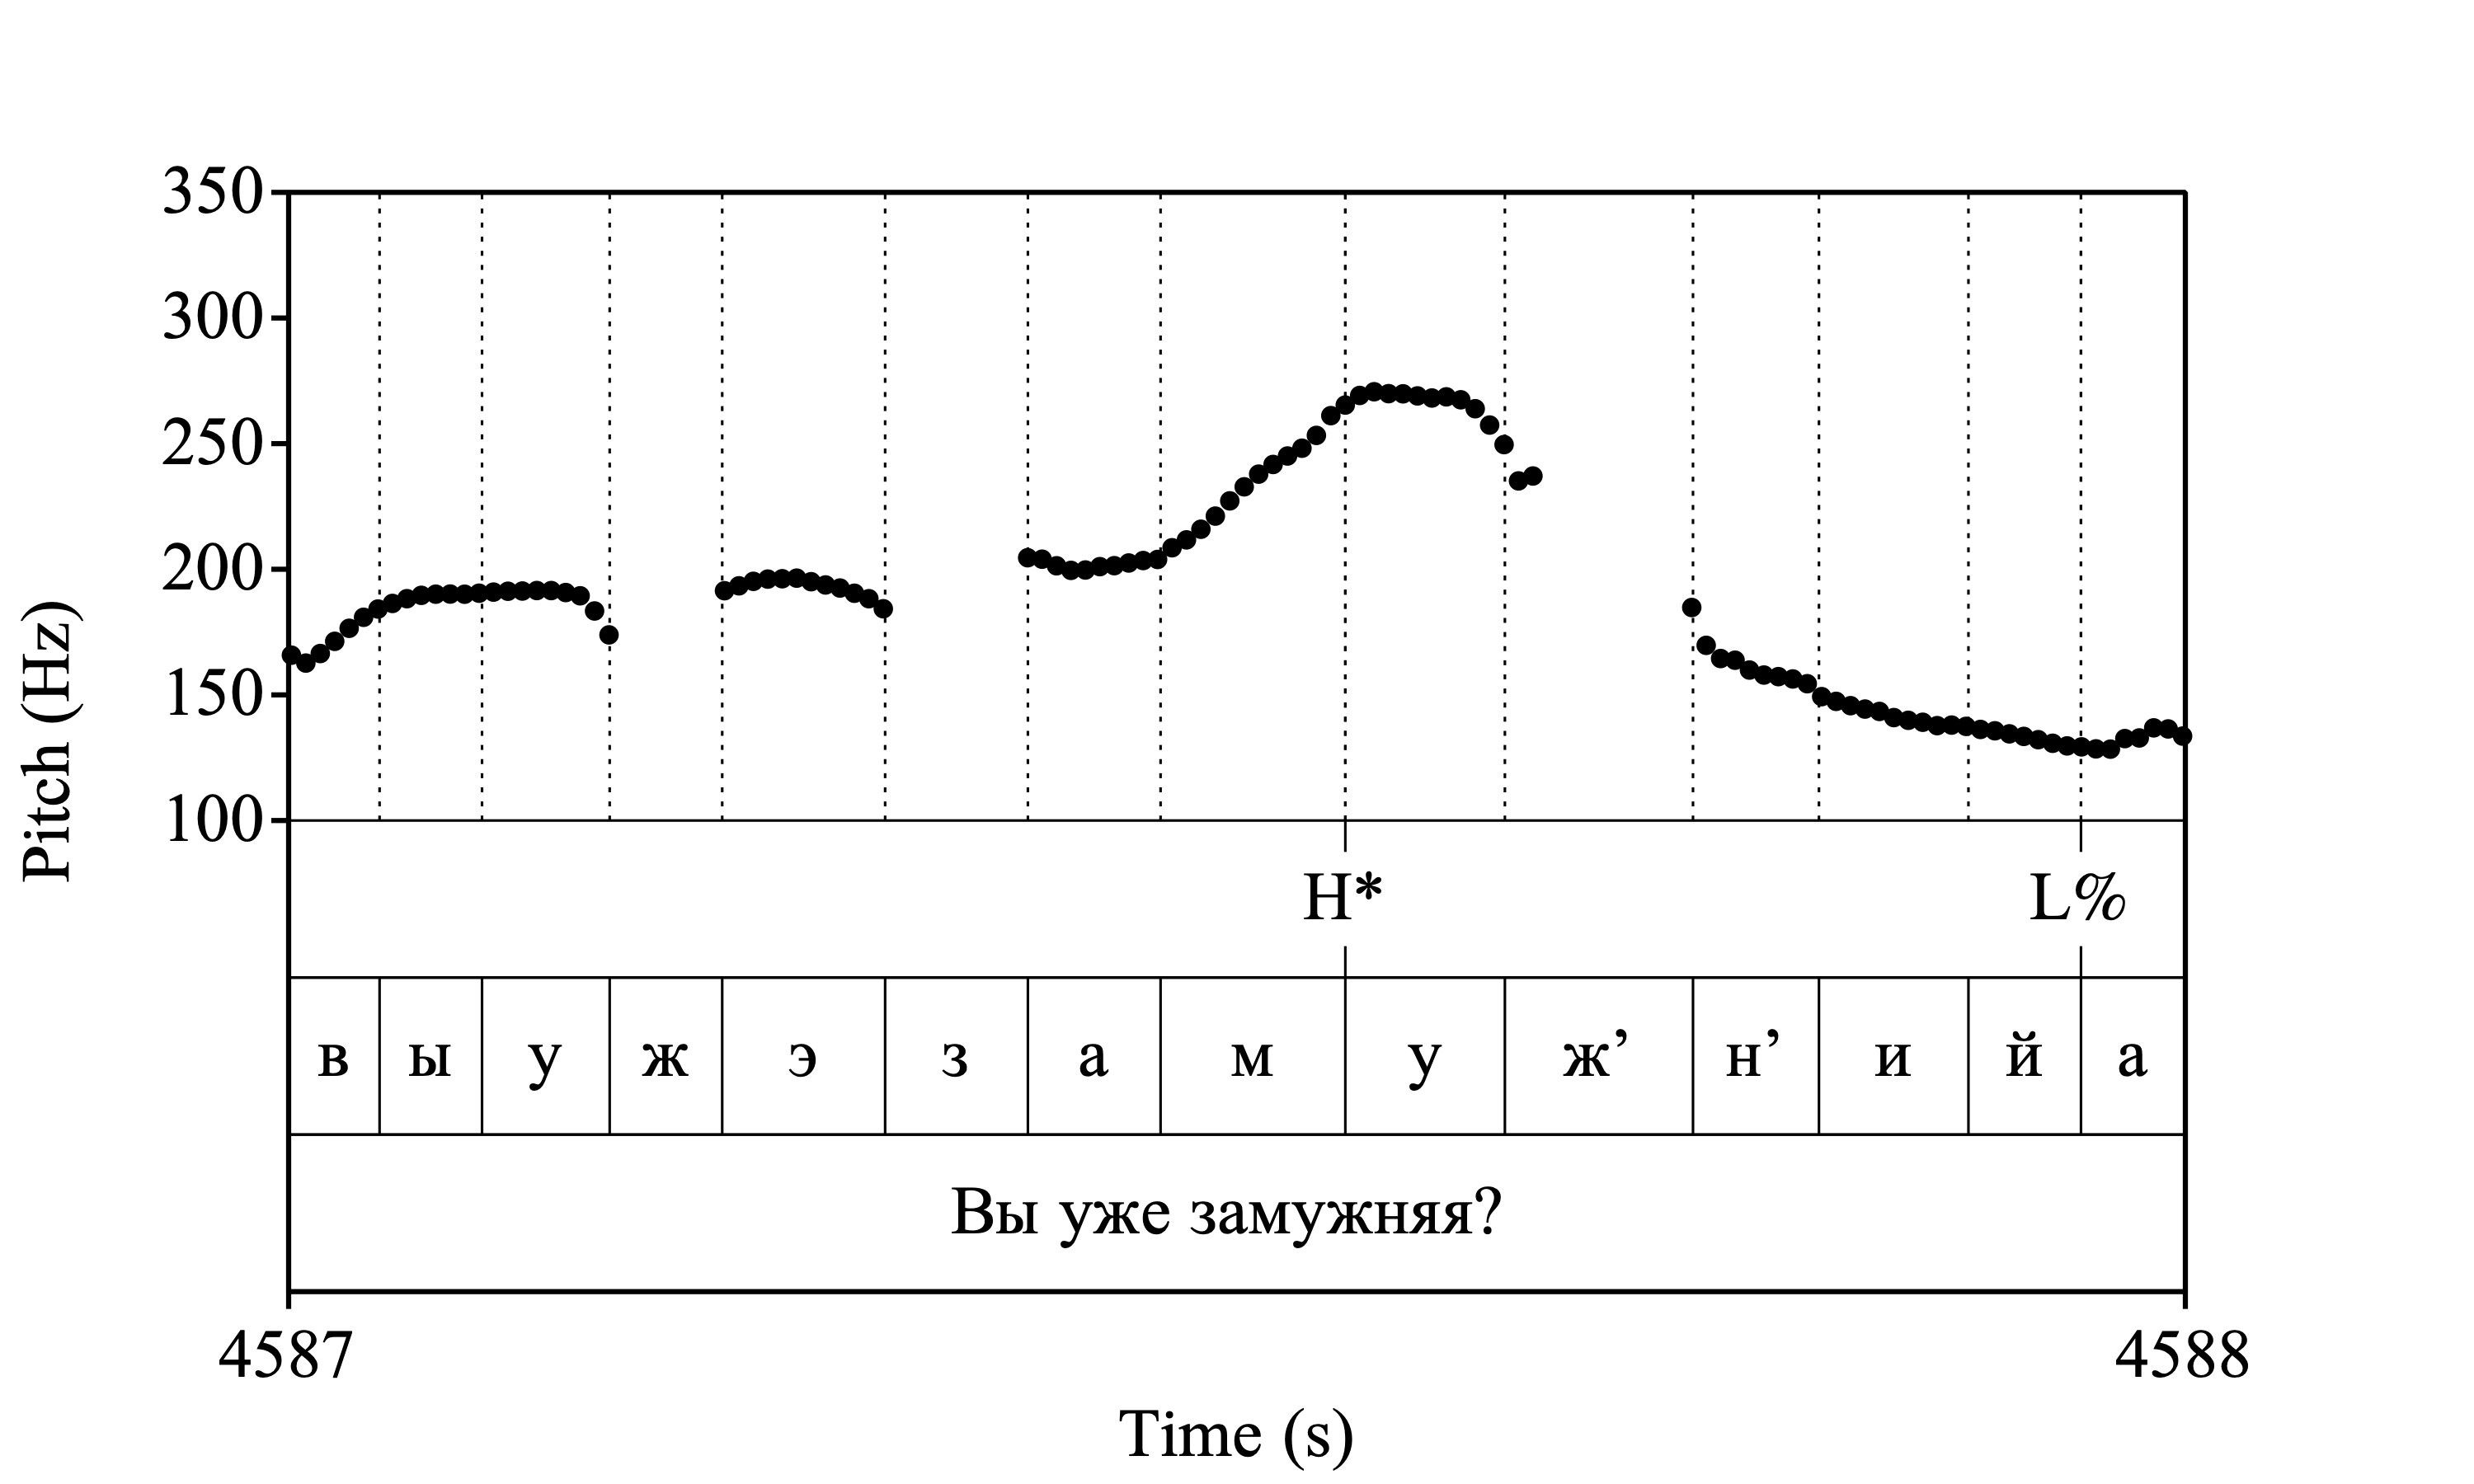 350
300
250
200
150
100
Pitch (Hz)
H* L%
в ы у ж э з а м у ж’ н’ и й а
Вы уже замужняя?
4587 4588
Time (s)